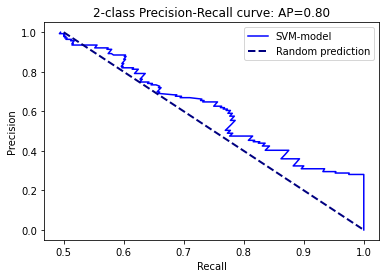 2-class Precision-Recall curve: AP=0.80
SVM-model
Random prediction
Precision
1.0
0.8
0.6
0.4
0.2
0.0
0.5
0.6
0.7
0.8
0.9
1.0
Recall